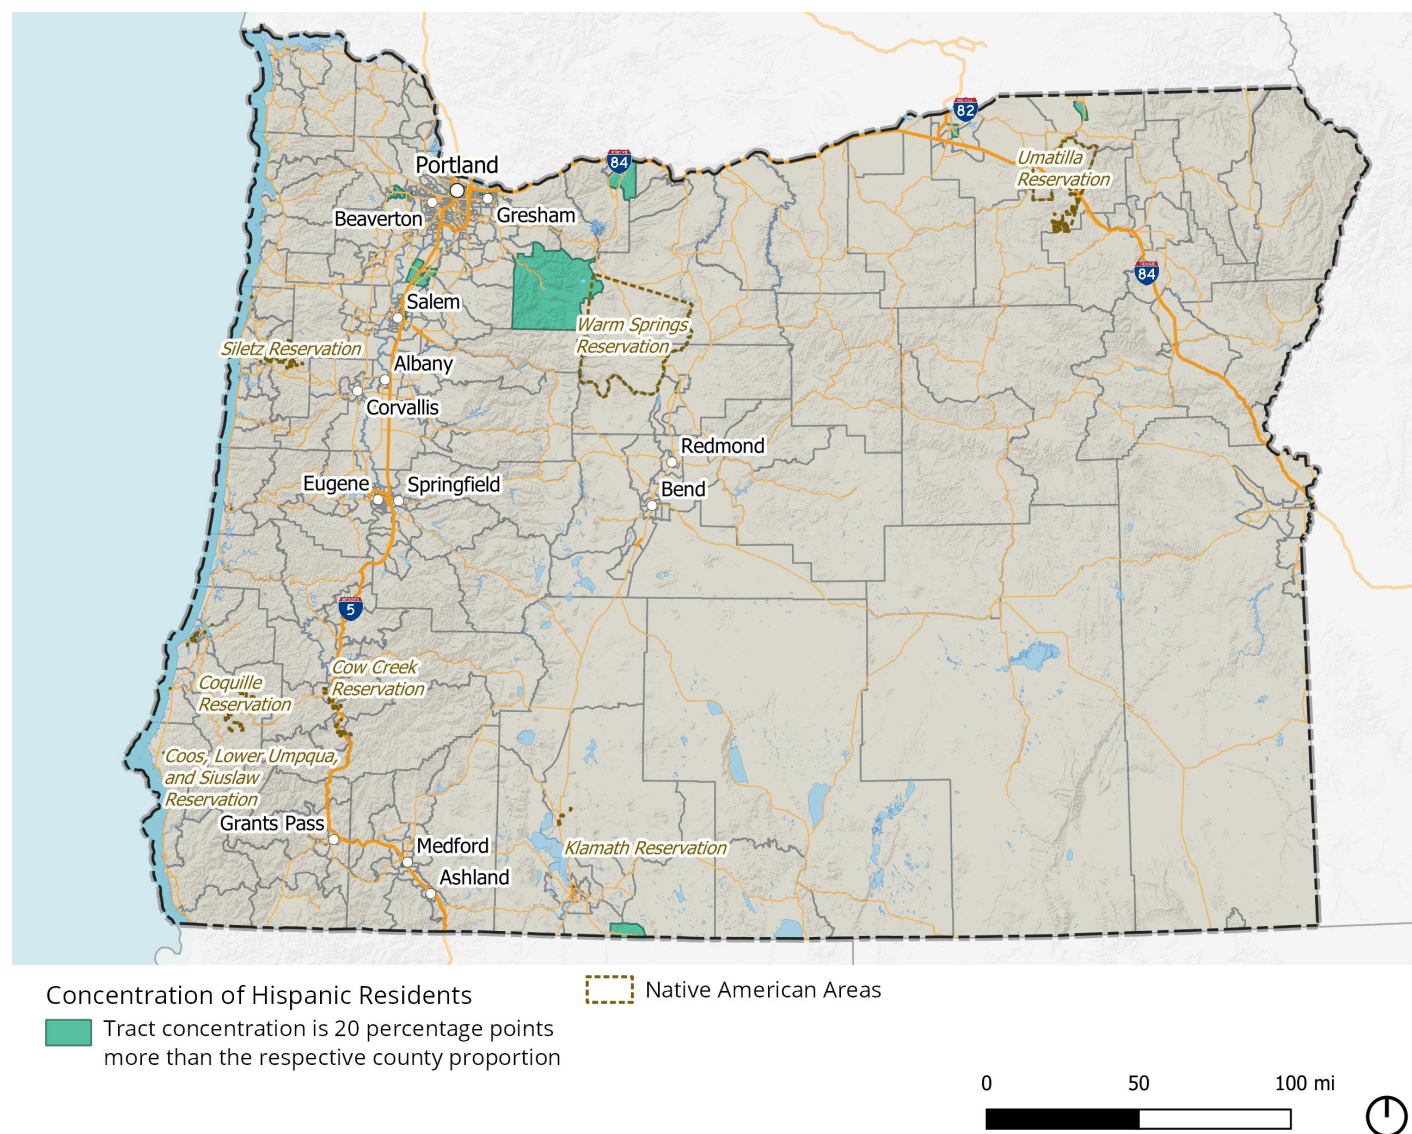 82
Portland
84
Umatilla
Reservation
Beaverton
Gresham
84
Salem
Warm Springs
Reservation
Siletz Reservation
Albany
Corvallis
Redmond
Eugene
Springfield
Bend
5
Cow Creek
Reservation
Coquille
Reservation
Coos, Lower Umpqua,
and Siuslaw
Reservation
Grants Pass
Medford
Klamath Reservation
Ashland
Concentration of Hispanic Residents
Tract concentration is 20 percentage points
more than the respective county proportion
Native American Areas
0 50 100 mi